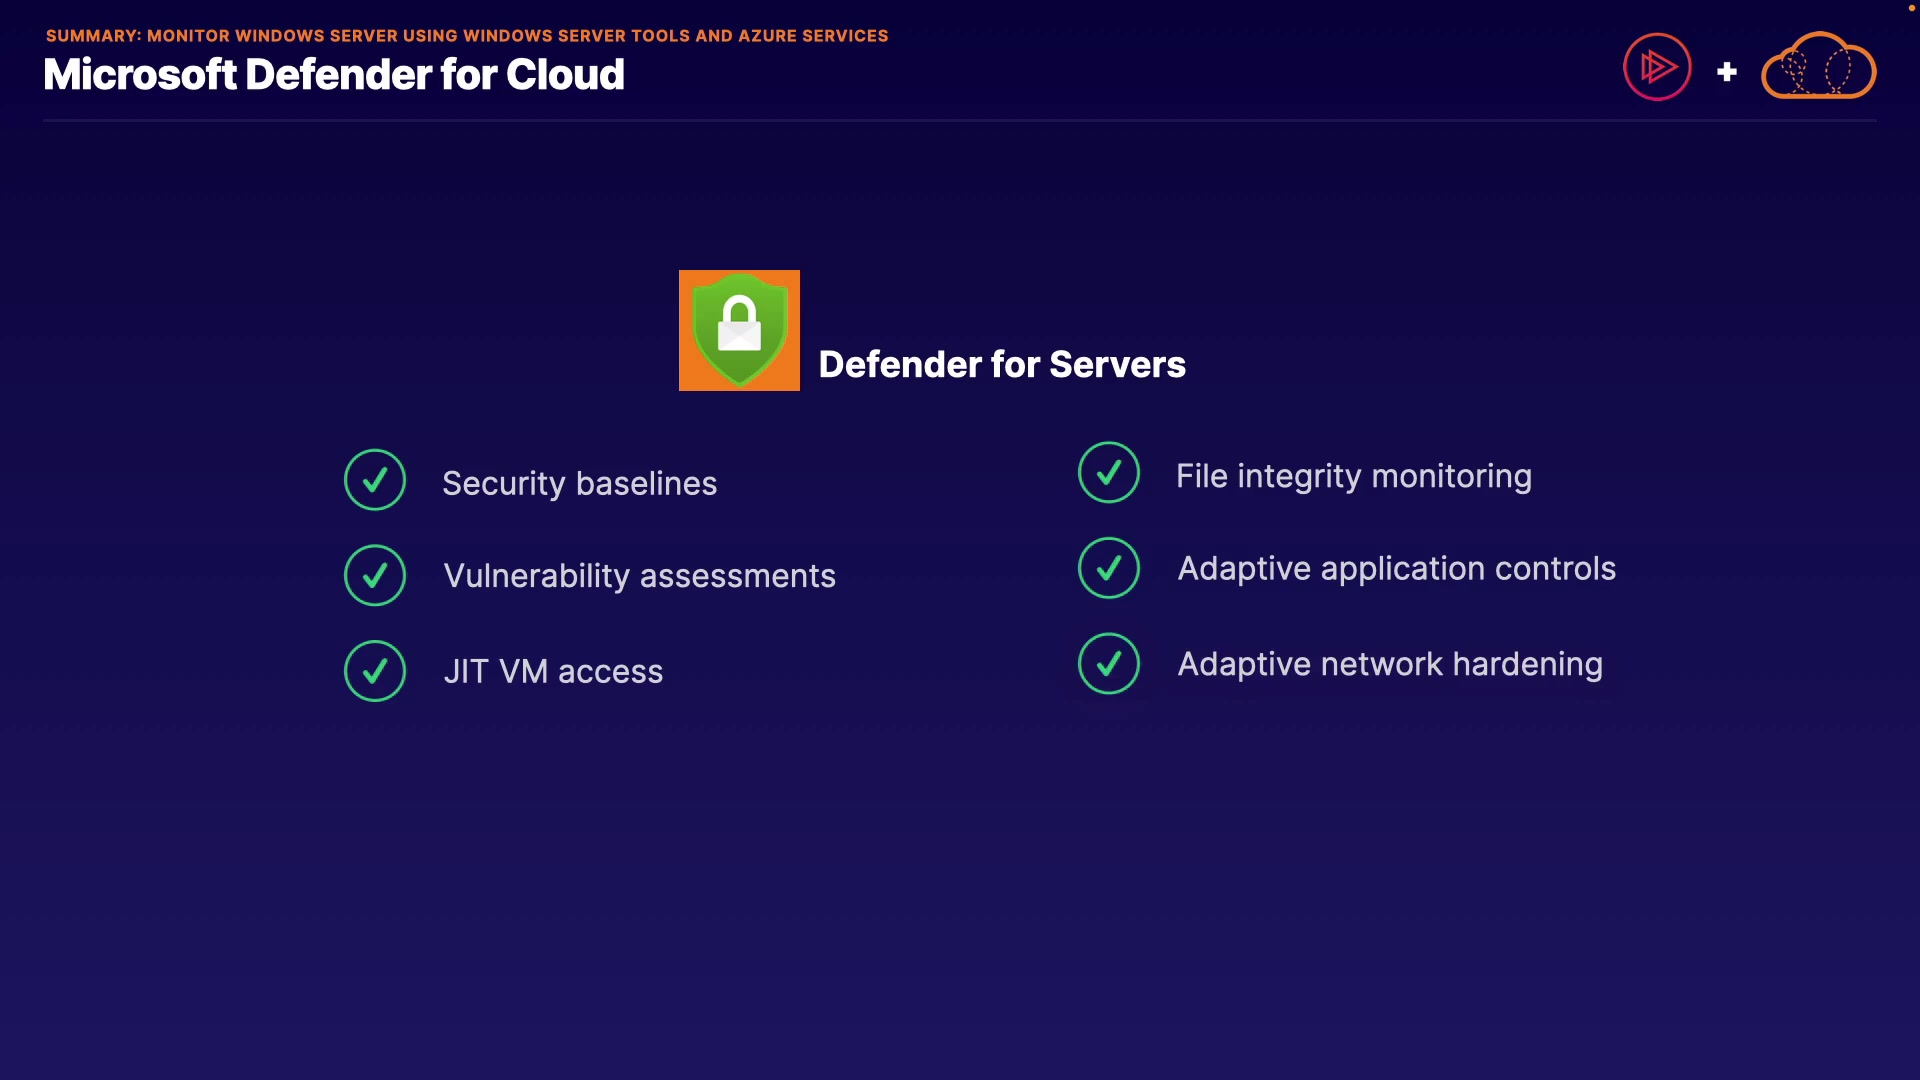 SUMMARY: MONITOR WINDOWS SERVER USING WINDOWS SERVER TOOLS AND AZURE SERVICES
Microsoft Defender for Cloud
+
Defender for Servers
Security baselines
Vulnerability assessments
JIT VM access
File integrity monitoring
Adaptive application controls
Adaptive network hardening